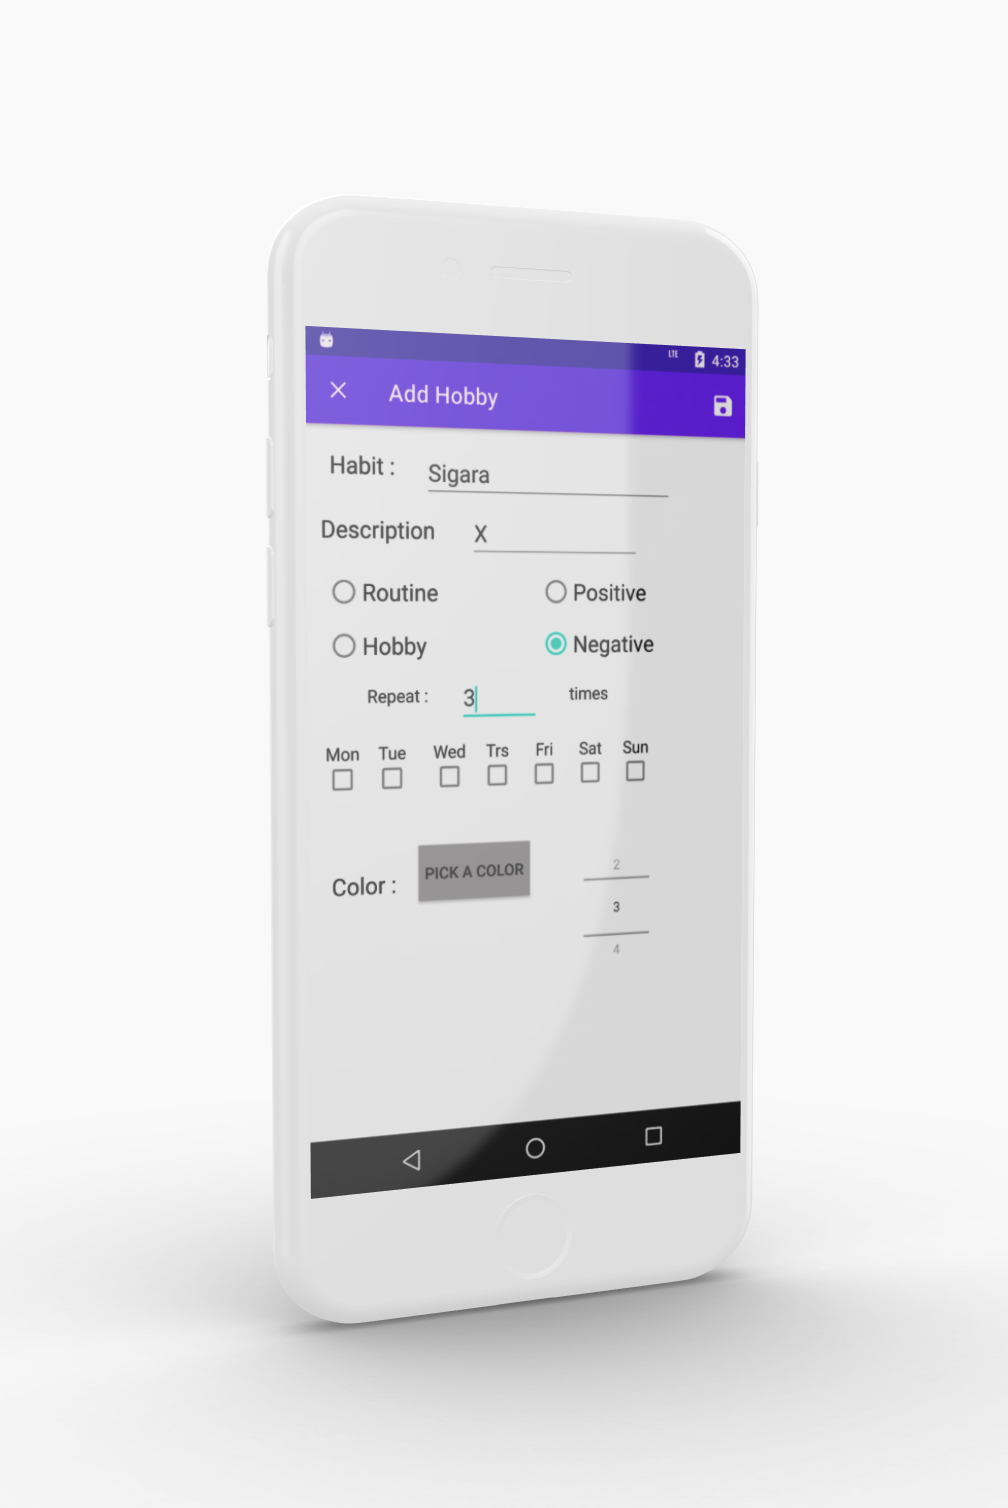 LTE 4:33
Add Hobby
Habit : Sigara
Description X
Routine Positive
Hobby Negative
Repeat : 3 times
Mon Tue Wed Trs Fri Sat Sun
Color : PICK A COLOR
2
3
4